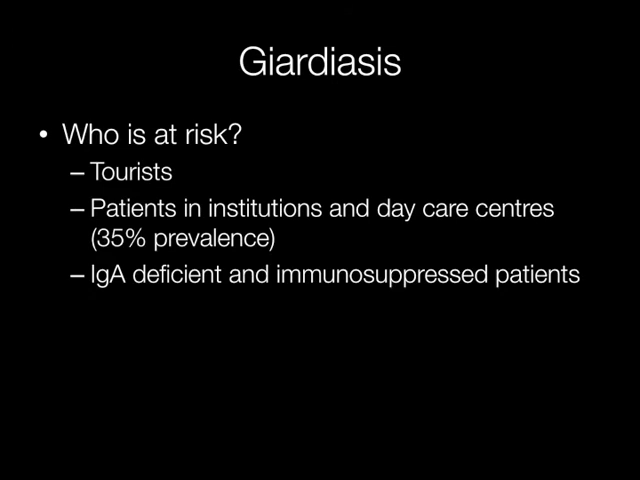 Giardiasis
• Who is at risk?
– Tourists
– Patients in institutions and day care centres
(35% prevalence)
– IgA deficient and immunosuppressed patients